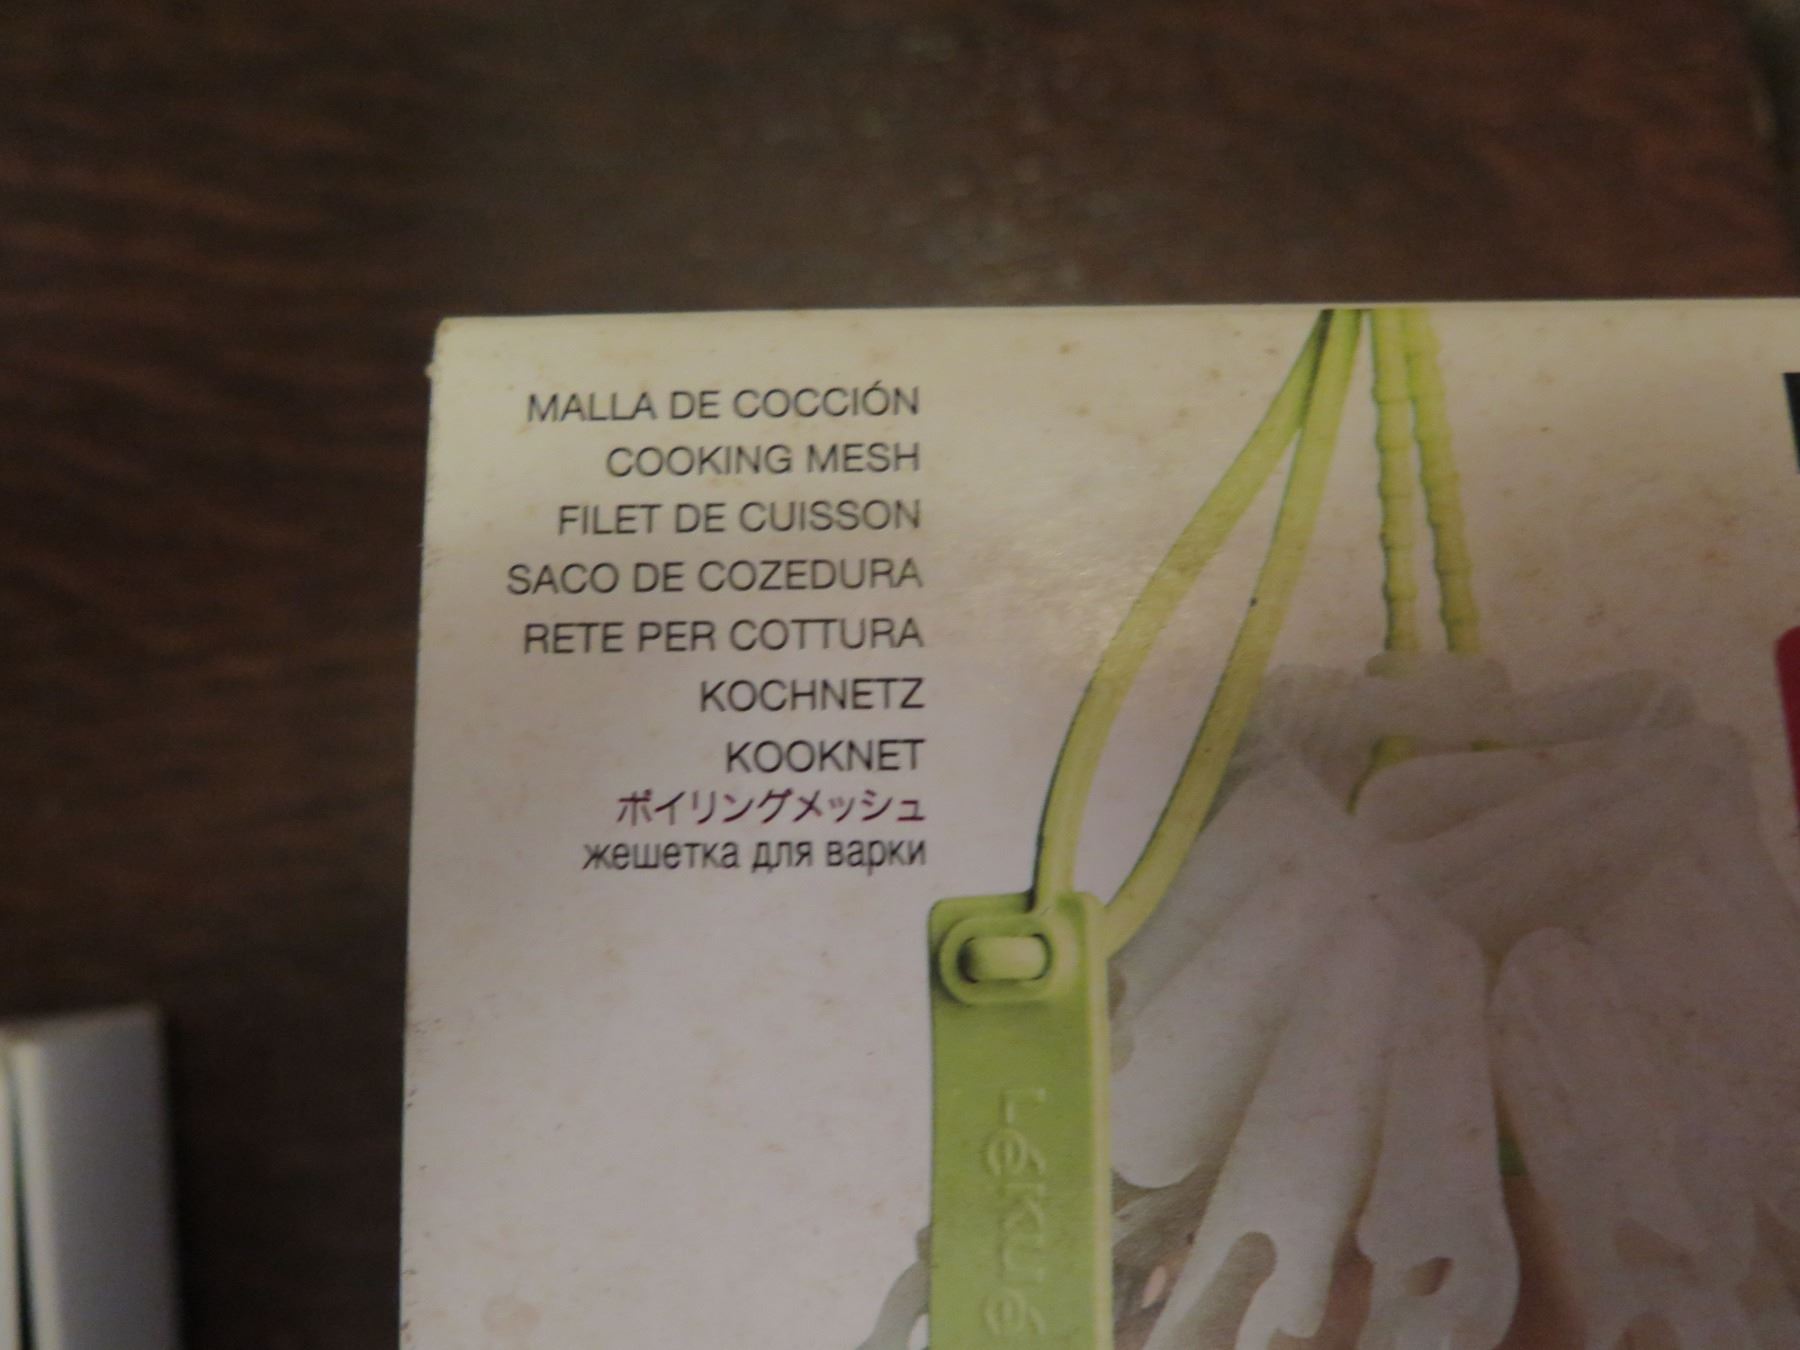 MALLA DE COCCIÓN
COOKING MESH
FILET DE CUISSON
SACO DE COZEDURA
RETE PER COTTURA
KOCHNETZ
KOOKNET
ボイリングメッシュ
жешетка для варки
Lékué